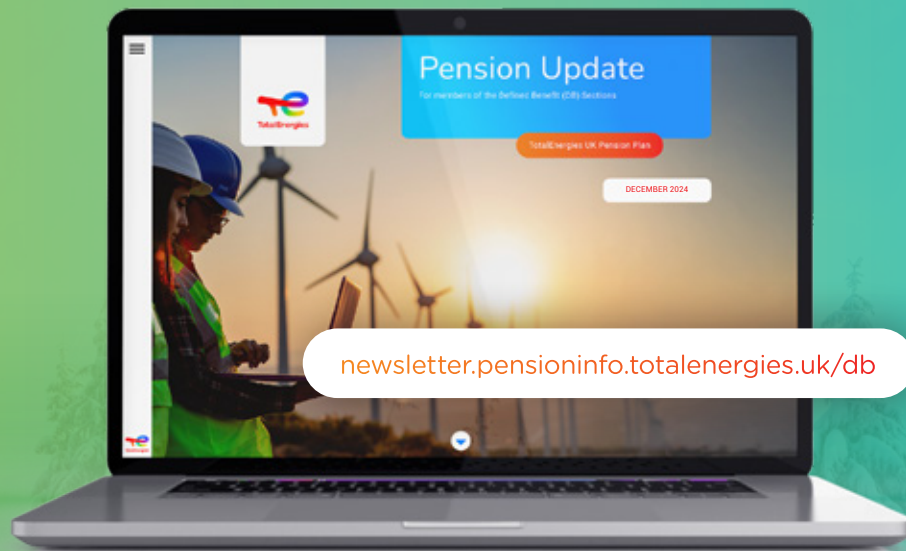 Pension Update
For members of the Defined Benefit (DB) Sections
TotalEnergies
TotalEnergies UK Pension Plan
DECEMBER 2024
newsletter.pensioninfo.totalenergies.uk/db
TotalEnergies